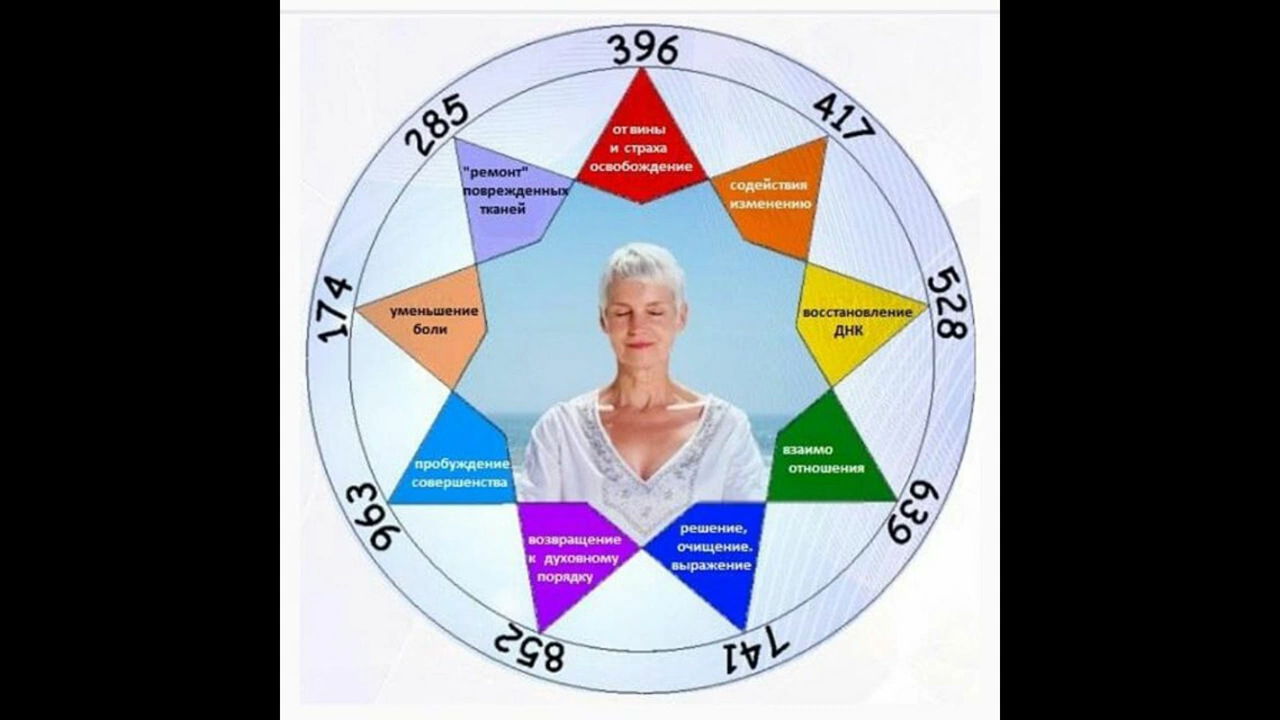 396
от вины
и страха
освобождение
417
содействия
изменению
528
восстановление
ДНК
639
взаимо
отношения
741
решение,
очищение.
выражение
852
возвращение
к духовному
порядку
963
пробуждение
совершенства
174
уменьшение
боли
285
"ремонт"
поврежденных
тканей